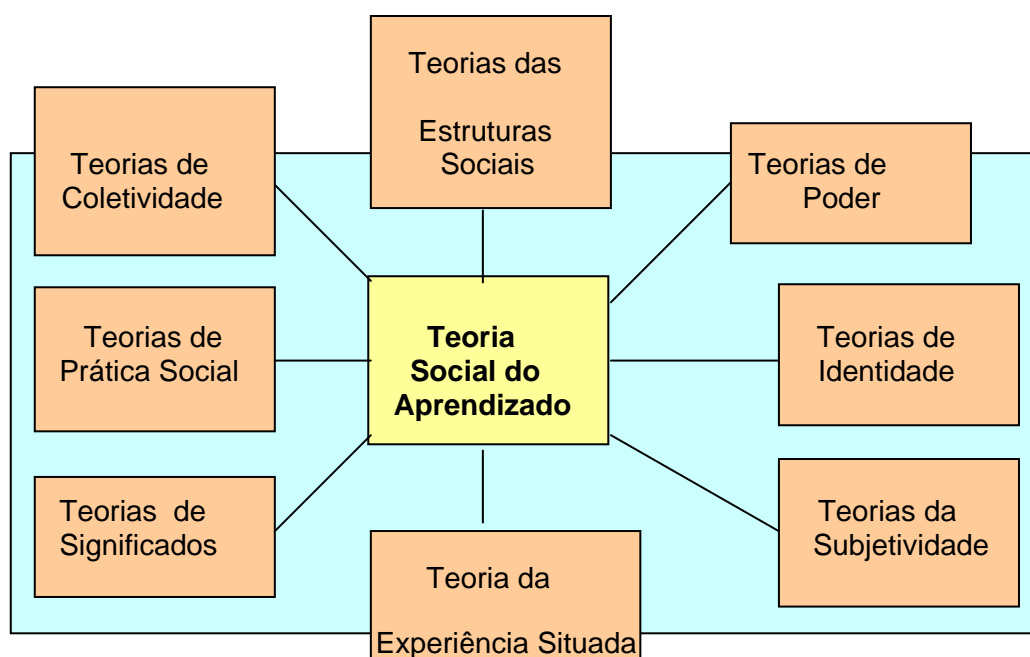 Teorias das
Estruturas
Sociais
Teorias de
Coletividade
Teorias de
Poder
Teorias de
Prática Social
Teoria
Social do
Aprendizado
Teorias de
Identidade
Teorias de
Significados
Teoria da
Experiência Situada
Teorias da
Subjetividade